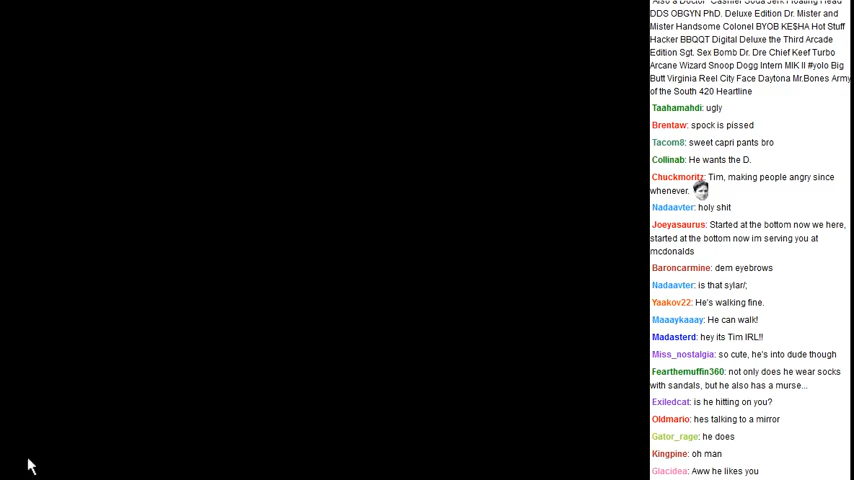 Also a Doctor Cashier Soda Jerk Floating Head
DDS OBGYN PhD. Deluxe Edition Dr. Mister and
Mister Handsome Colonel BYOB KE$HA Hot Stuff
Hacker BBQQT Digital Deluxe the Third Arcade
Edition Sgt. Sex Bomb Dr. Dre Chief Keef Turbo
Arcane Wizard Snoop Dogg Intern MIK II #yolo Big
Butt Virginia Reel City Face Daytona Mr.Bones Army
of the South 420 Heartline
Taahamahdi: ugly
Brentaw: spock is pissed
Tacom8: sweet capri pants bro
Collinab: He wants the D.
Chuckmoritz: Tim, making people angry since
whenever.
Nadaavter: holy shit
Joeyasaurus: Started at the bottom now we here,
started at the bottom now im serving you at
mcdonalds
Baroncarmine: dem eyebrows
Nadaavter: is that sylar/;
Yaakov22: He's walking fine.
Maaaykaaay: He can walk!
Madasterd: hey its Tim IRL!!
Miss_nostalgia: so cute, he's into dude though
Fearthemuffin360: not only does he wear socks
with sandals, but he also has a murse...
Exiledcat: is he hitting on you?
Oldmario: hes talking to a mirror
Gator_rage: he does
Kingpine: oh man
Glacidea: Aww he likes you